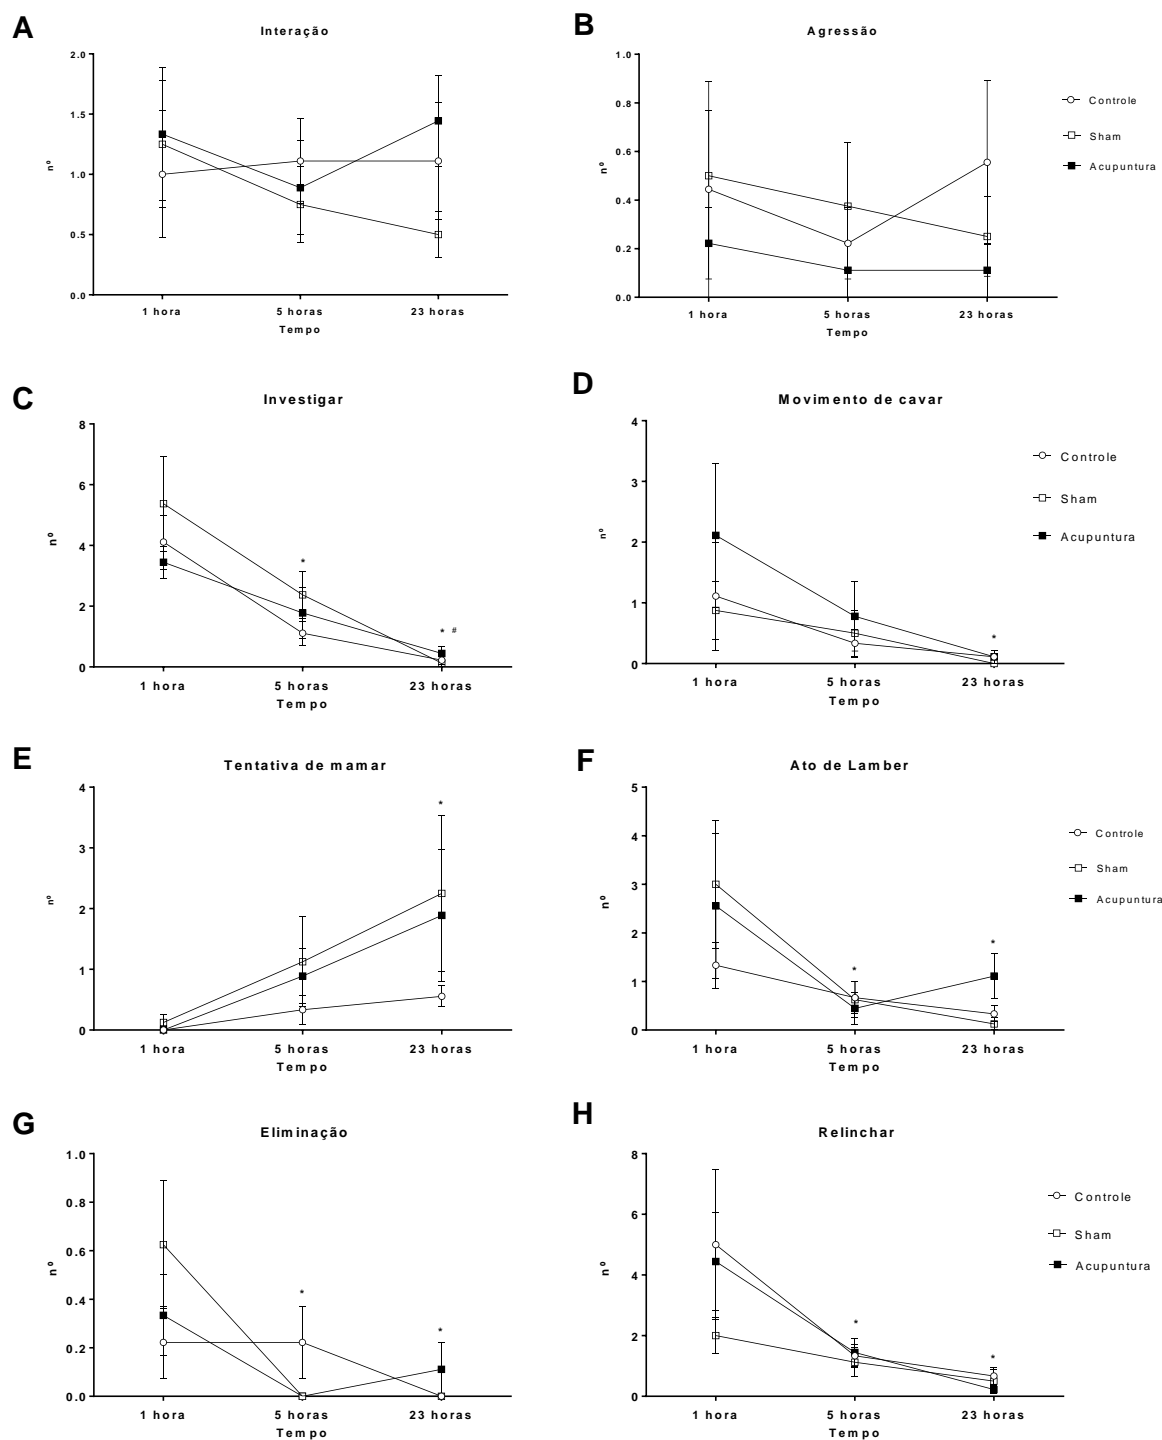 A
Interação
nº
2.0
1.5
1.0
0.5
0.0
1 hora
5 horas
23 horas
Tempo
B
Agressão
nº
1.0
0.8
0.6
0.4
0.2
0.0
1 hora
5 horas
23 horas
Tempo
Controle
Sham
Acupuntura
C
Investigar
nº
8
6
4
2
0
*
* #
1 hora
5 horas
23 horas
Tempo
D
Movimento de cavar
nº
4
3
2
1
0
*
1 hora
5 horas
23 horas
Tempo
Controle
Sham
Acupuntura
E
Tentativa de mamar
nº
4
3
2
1
0
*
1 hora
5 horas
23 horas
Tempo
F
Ato de Lamber
nº
5
4
3
2
1
0
*
*
1 hora
5 horas
23 horas
Tempo
Controle
Sham
Acupuntura
G
Eliminação
nº
1.0
0.8
0.6
0.4
0.2
0.0
*
*
1 hora
5 horas
23 horas
Tempo
H
Relinchar
nº
8
6
4
2
0
*
*
1 hora
5 horas
23 horas
Tempo
Controle
Sham
Acupuntura